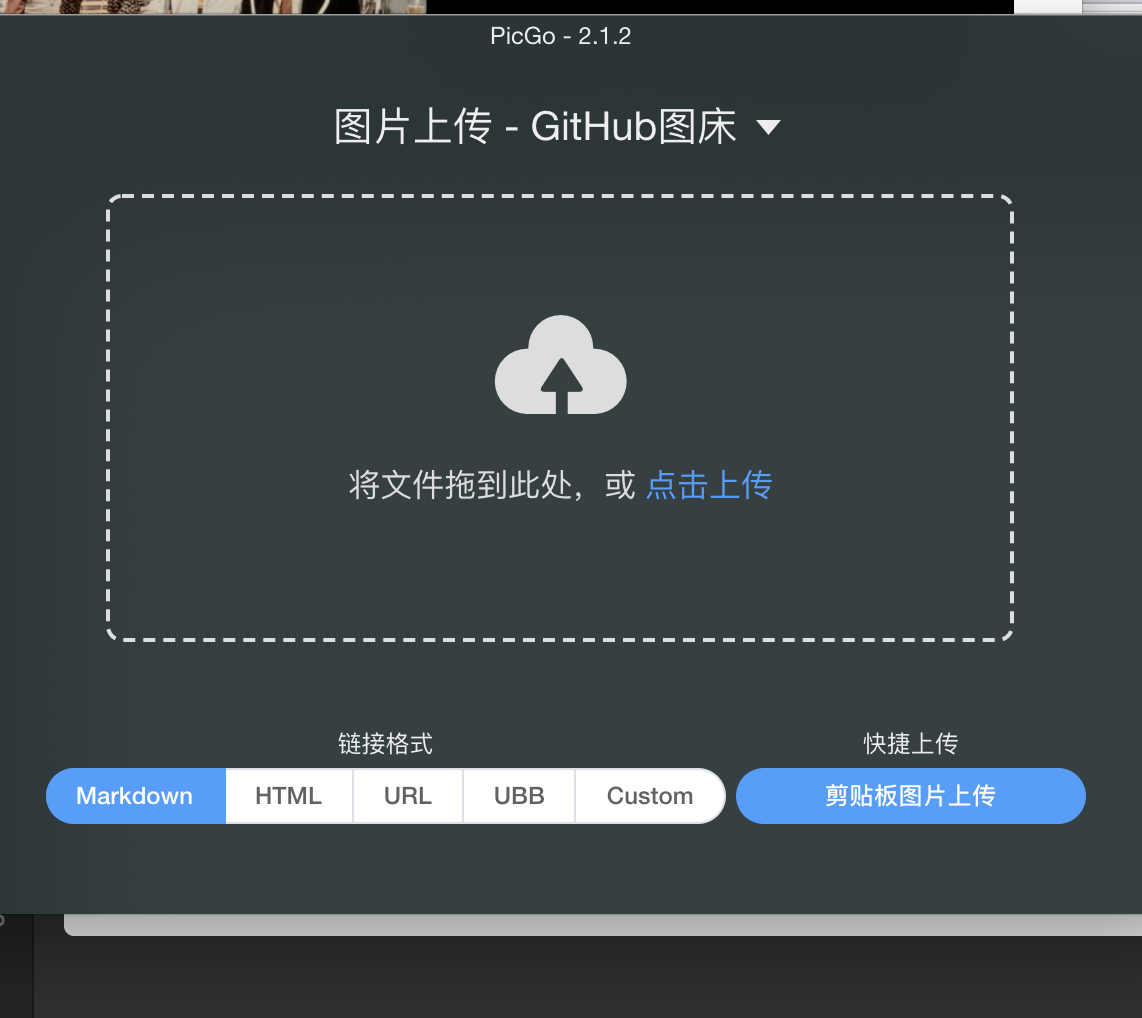 PicGo - 2.1.2
图片上传 - GitHub图床
将文件拖到此处，或 点击上传
链接格式
快捷上传
Markdown HTML URL UBB Custom 剪贴板图片上传